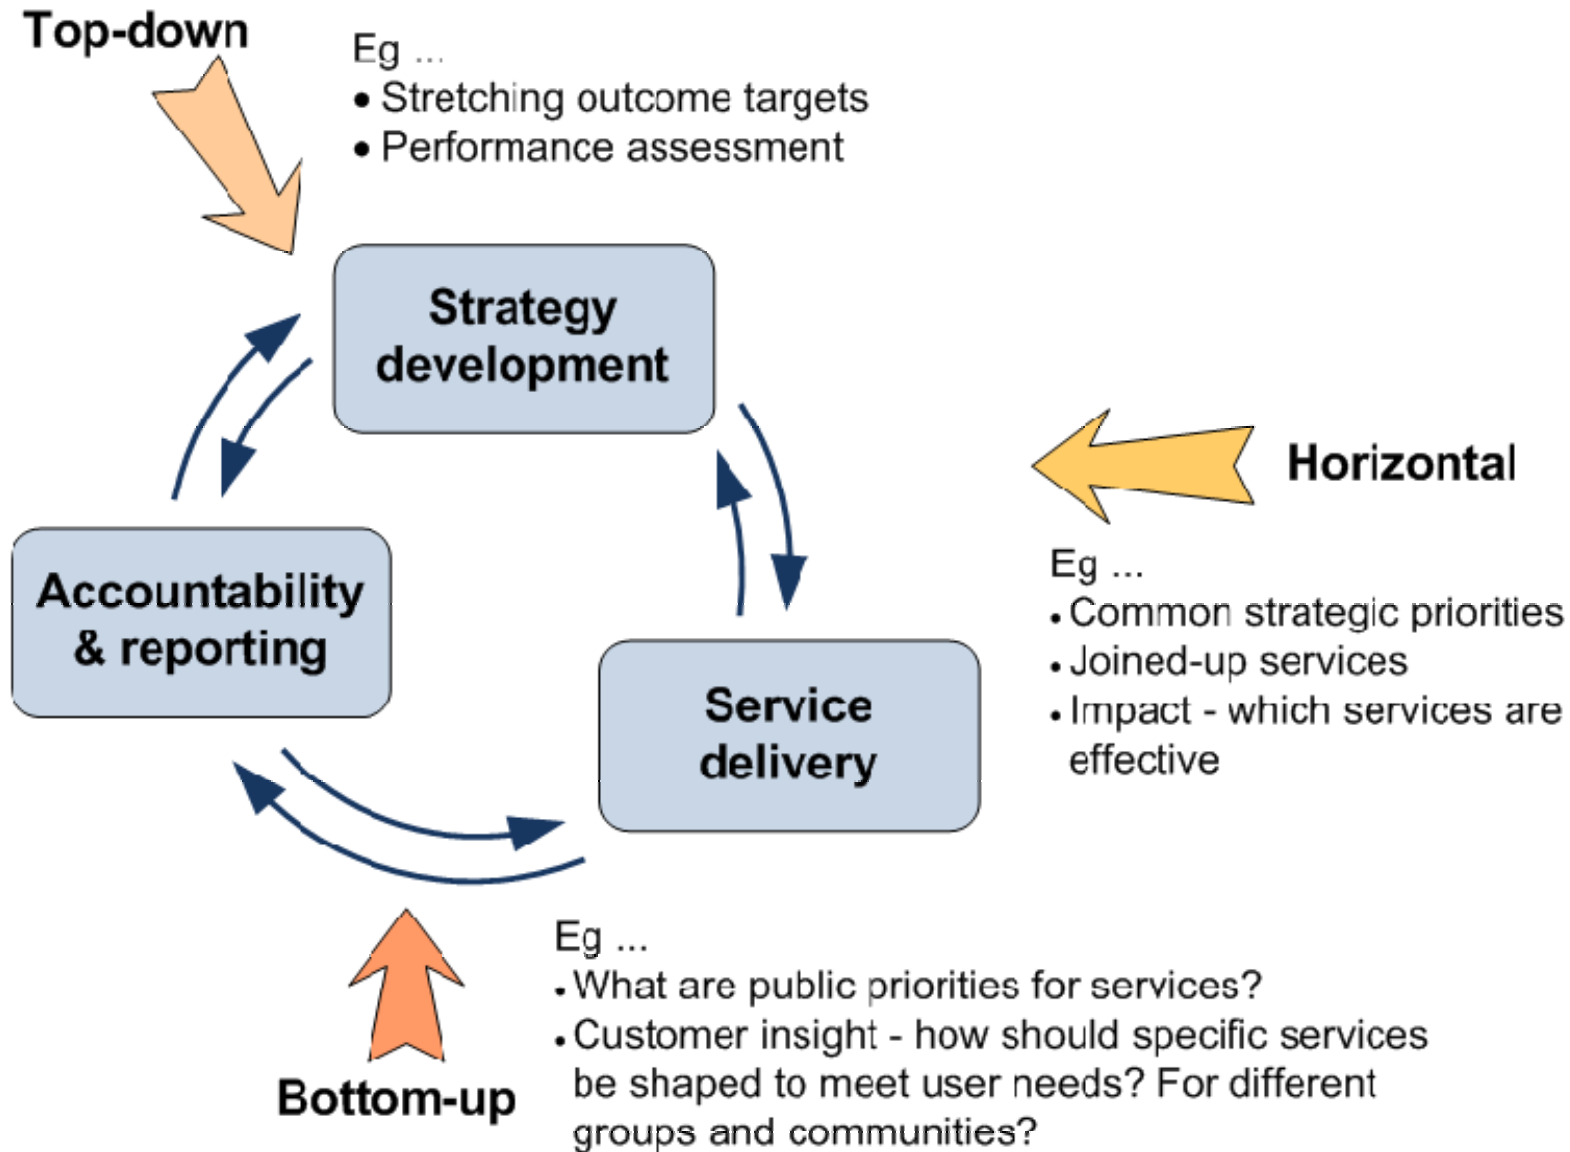 Top-down
Eg ...
• Stretching outcome targets
• Performance assessment
Strategy
development
Horizontal
Accountability
& reporting
Eg ...
• Common strategic priorities
• Joined-up services
• Impact - which services are
effective
Service
delivery
Eg ...
• What are public priorities for services?
• Customer insight - how should specific services
be shaped to meet user needs? For different
groups and communities?
Bottom-up